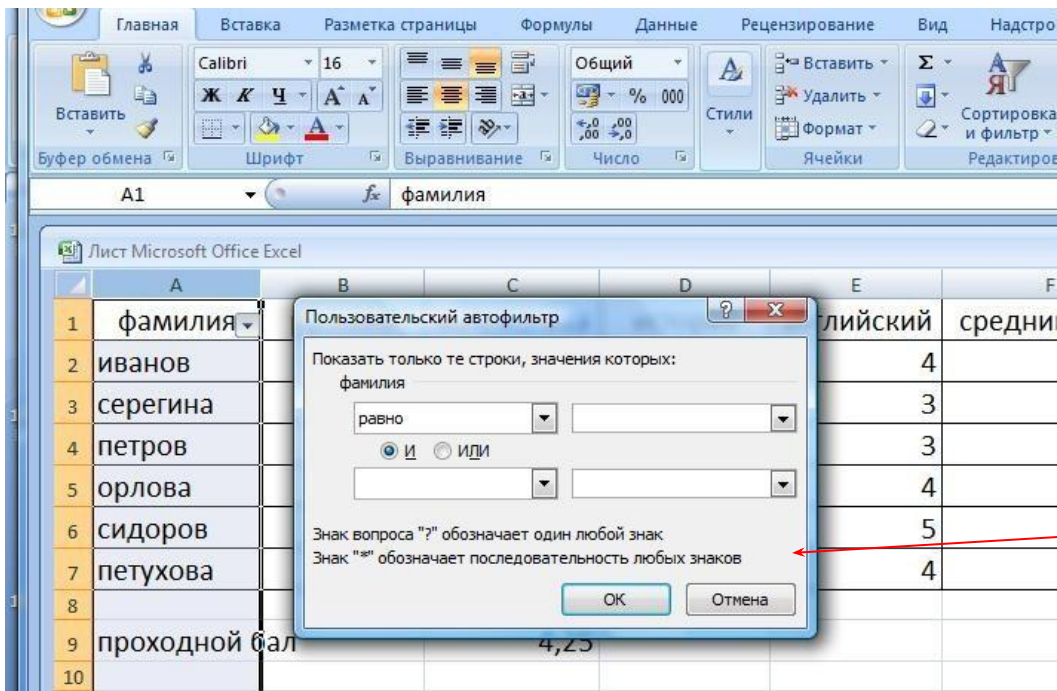 Главная Вставка Разметка страницы Формулы Данные Рецензирование Вид Надстро
Calibri 16 Общий Вставить Σ
Ж К Ч А А % 000 Удалить
Вставить Стили Формат Сортировка и фильтр
Буфер обмена Шрифт Выравнивание Число Ячейки Редактиров
A1 fx фамилия
Лист Microsoft Office Excel
A B C D E F
1 фамилия глийский средни
2 иванов 4
3 серегина 3
4 петров 3
5 орлова 4
6 сидоров 5
7 петухова 4
8
9 проходной бал 4,25
10
Пользовательский автофильтр ? X
Показать только те строки, значения которых:
фамилия
равно
И ИЛИ
Знак вопроса "?" обозначает один любой знак
Знак "*" обозначает последовательность любых знаков
ОК Отмена